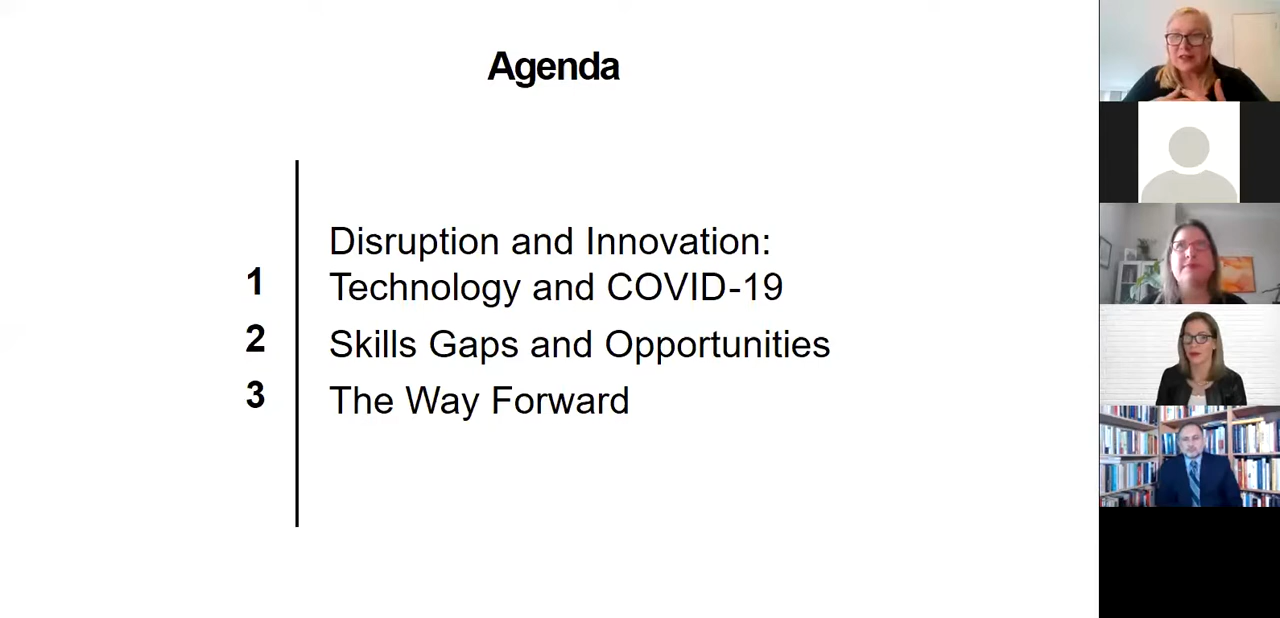 Agenda
Disruption and Innovation:
1 Technology and COVID-19
2 Skills Gaps and Opportunities
3 The Way Forward